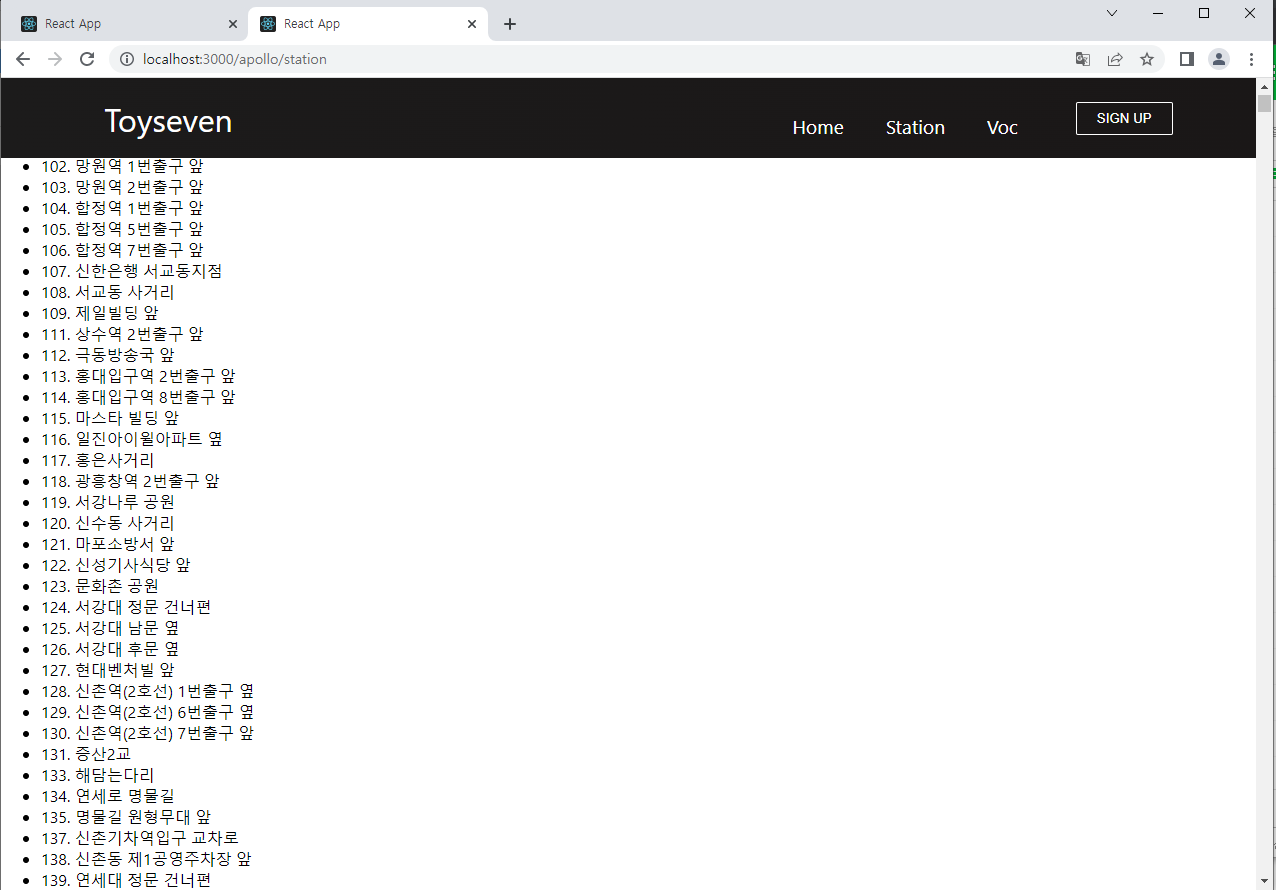 React App
React App
localhost:3000/apollo/station
Toyseven
Home
Station
Voc
SIGN UP
102. 망원역 1번출구 앞
103. 망원역 2번출구 앞
104. 합정역 1번출구 앞
105. 합정역 5번출구 앞
106. 합정역 7번출구 앞
107. 신한은행 서교동지점
108. 서교동 사거리
109. 제일빌딩 앞
111. 상수역 2번출구 앞
112. 극동방송국 앞
113. 홍대입구역 2번출구 앞
114. 홍대입구역 8번출구 앞
115. 마스타 빌딩 앞
116. 일진아이윌아파트 옆
117. 홍은사거리
118. 광흥창역 2번출구 앞
119. 서강나루 공원
120. 신수동 사거리
121. 마포소방서 앞
122. 신성기사식당 앞
123. 문화촌 공원
124. 서강대 정문 건너편
125. 서강대 남문 옆
126. 서강대 후문 옆
127. 현대벤처빌 앞
128. 신촌역(2호선) 1번출구 옆
129. 신촌역(2호선) 6번출구 옆
130. 신촌역(2호선) 7번출구 앞
131. 증산2교
133. 해담는다리
134. 연세로 명물길
135. 명물길 원형무대 앞
137. 신촌기차역입구 교차로
138. 신촌동 제1공영주차장 앞
139. 연세대 정문 건너편